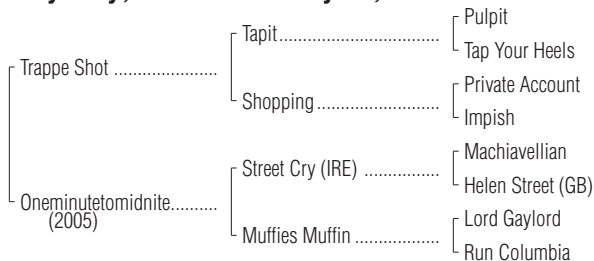 Pulpit
Tapit
Tap Your Heels
Trappe Shot
Private Account
Shopping
Impish
Machiavellian
Street Cry (IRE)
Helen Street (GB)
Oneminutetomidnite
(2005)
Lord Gaylord
Muffies Muffin
Run Columbia